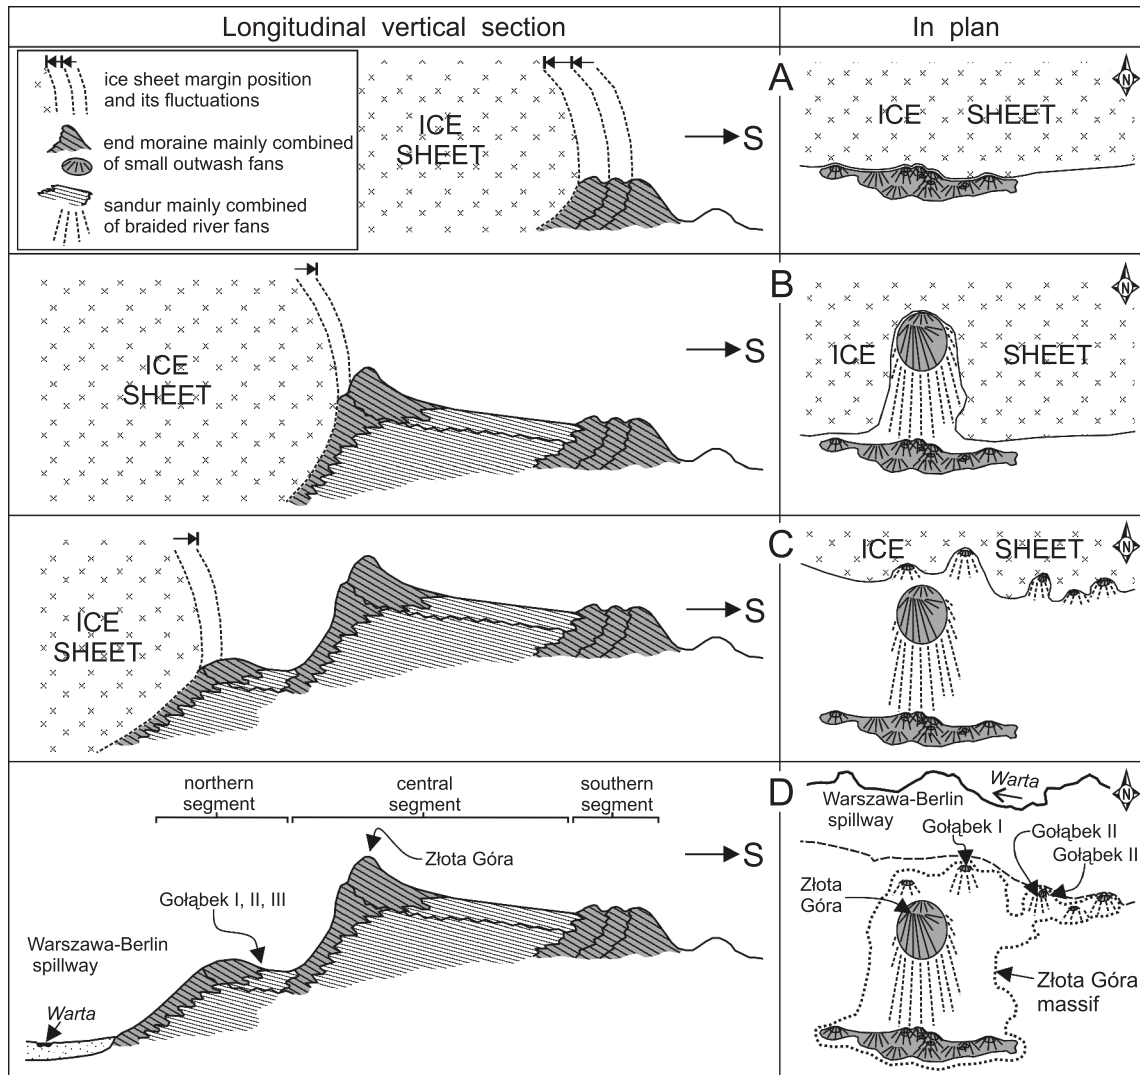 Longitudinal vertical section
In plan
ice sheet margin position
and its fluctuations
end moraine mainly combined
of small outwash fans
sandur mainly combined
of braided river fans
ICE
SHEET
S
A
ICE SHEET
N
ICE
SHEET
S
B
ICE SHEET
N
ICE
SHEET
S
C
ICE SHEET
N
northern
segment
central
segment
southern
segment
Złota Góra
S
Gołąbek I, II, III
Warszawa-Berlin
spillway
Warta
D
Warta
N
Warszawa-Berlin
spillway
Gołąbek I
Gołąbek II
Gołąbek II
Złota
Góra
Złota Góra
massif